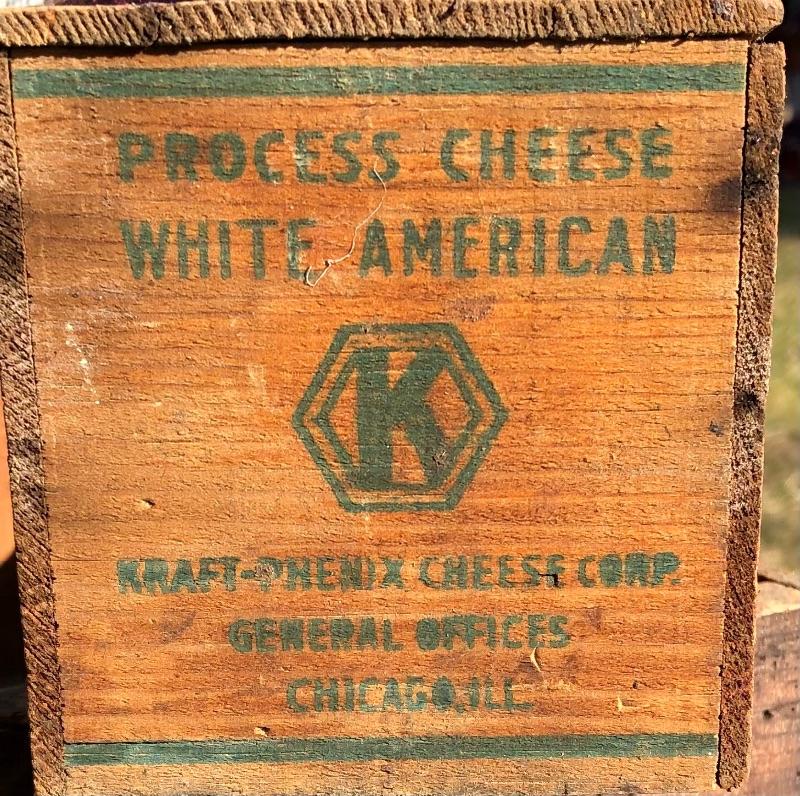 PROCESS CHEESE
WHITE AMERICAN
K
KRAFT-PHENIX CHEESE CORP.
GENERAL OFFICES
CHICAGO, ILL.